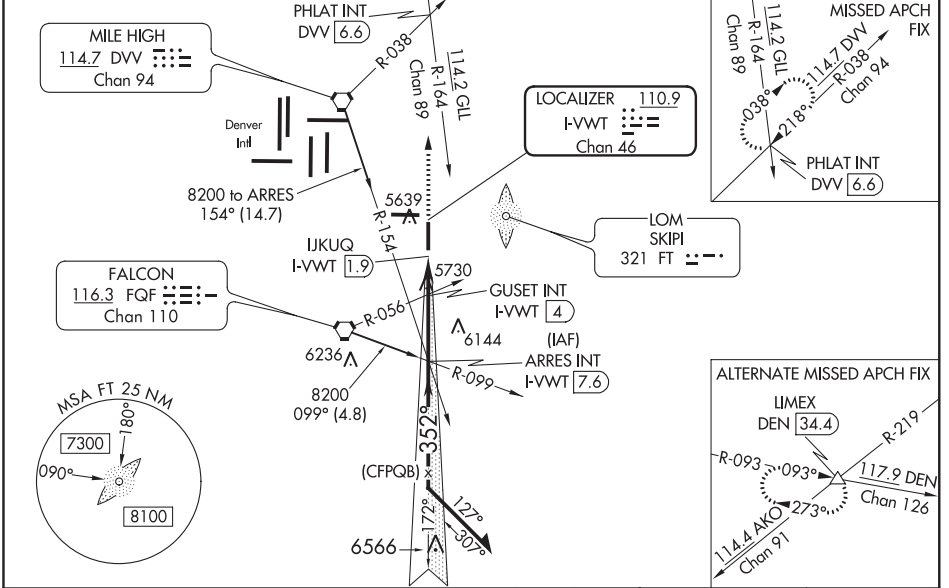 PHLAT INT
DVV 6.6
MILE HIGH
114.7 DVV
Chan 94
R-038
114.2 GLL
R-164
Chan 89
Denver
Intl
8200 to ARRES
154° (14.7)
R-154
LOCALIZER 110.9
I-VWT
Chan 46
5639
LOM
SKIPI
321 FT
IJKUQ
I-VWT 1.9
5730
FALCON
116.3 FQF
Chan 110
R-056
GUSET INT
I-VWT 4
6144
(IAF)
ARRES INT
I-VWT 7.6
6236
8200
099° (4.8)
R-099
352°
(CFPQB) x
172°
127°
307°
6566
MSA FT 25 NM
180°
7300
090°
8100
MISSED APCH
FIX
114.2 GLL
R-164
Chan 89
114.7 DVV
R-038
Chan 94
038°
218°
PHLAT INT
DVV 6.6
ALTERNATE MISSED APCH FIX
LIMEX
DEN 34.4
R-219
R-093
093°
117.9 DEN
Chan 126
273°
114.4 AKO
Chan 91